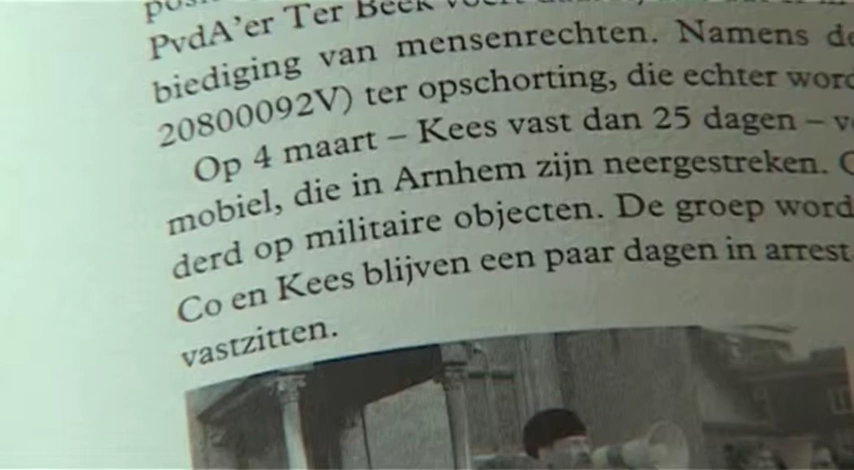 PvdA'er Ter Beek
biediging van mensenrechten. Namens
20800092V) ter opschorting, die echter
Op 4 maart – Kees vast dan 25 dagen –
mobiel, die in Arnhem zijn neergestreken.
derd op militaire objecten. De groep
Co en Kees blijven een paar dagen in arrest
vastzitten.